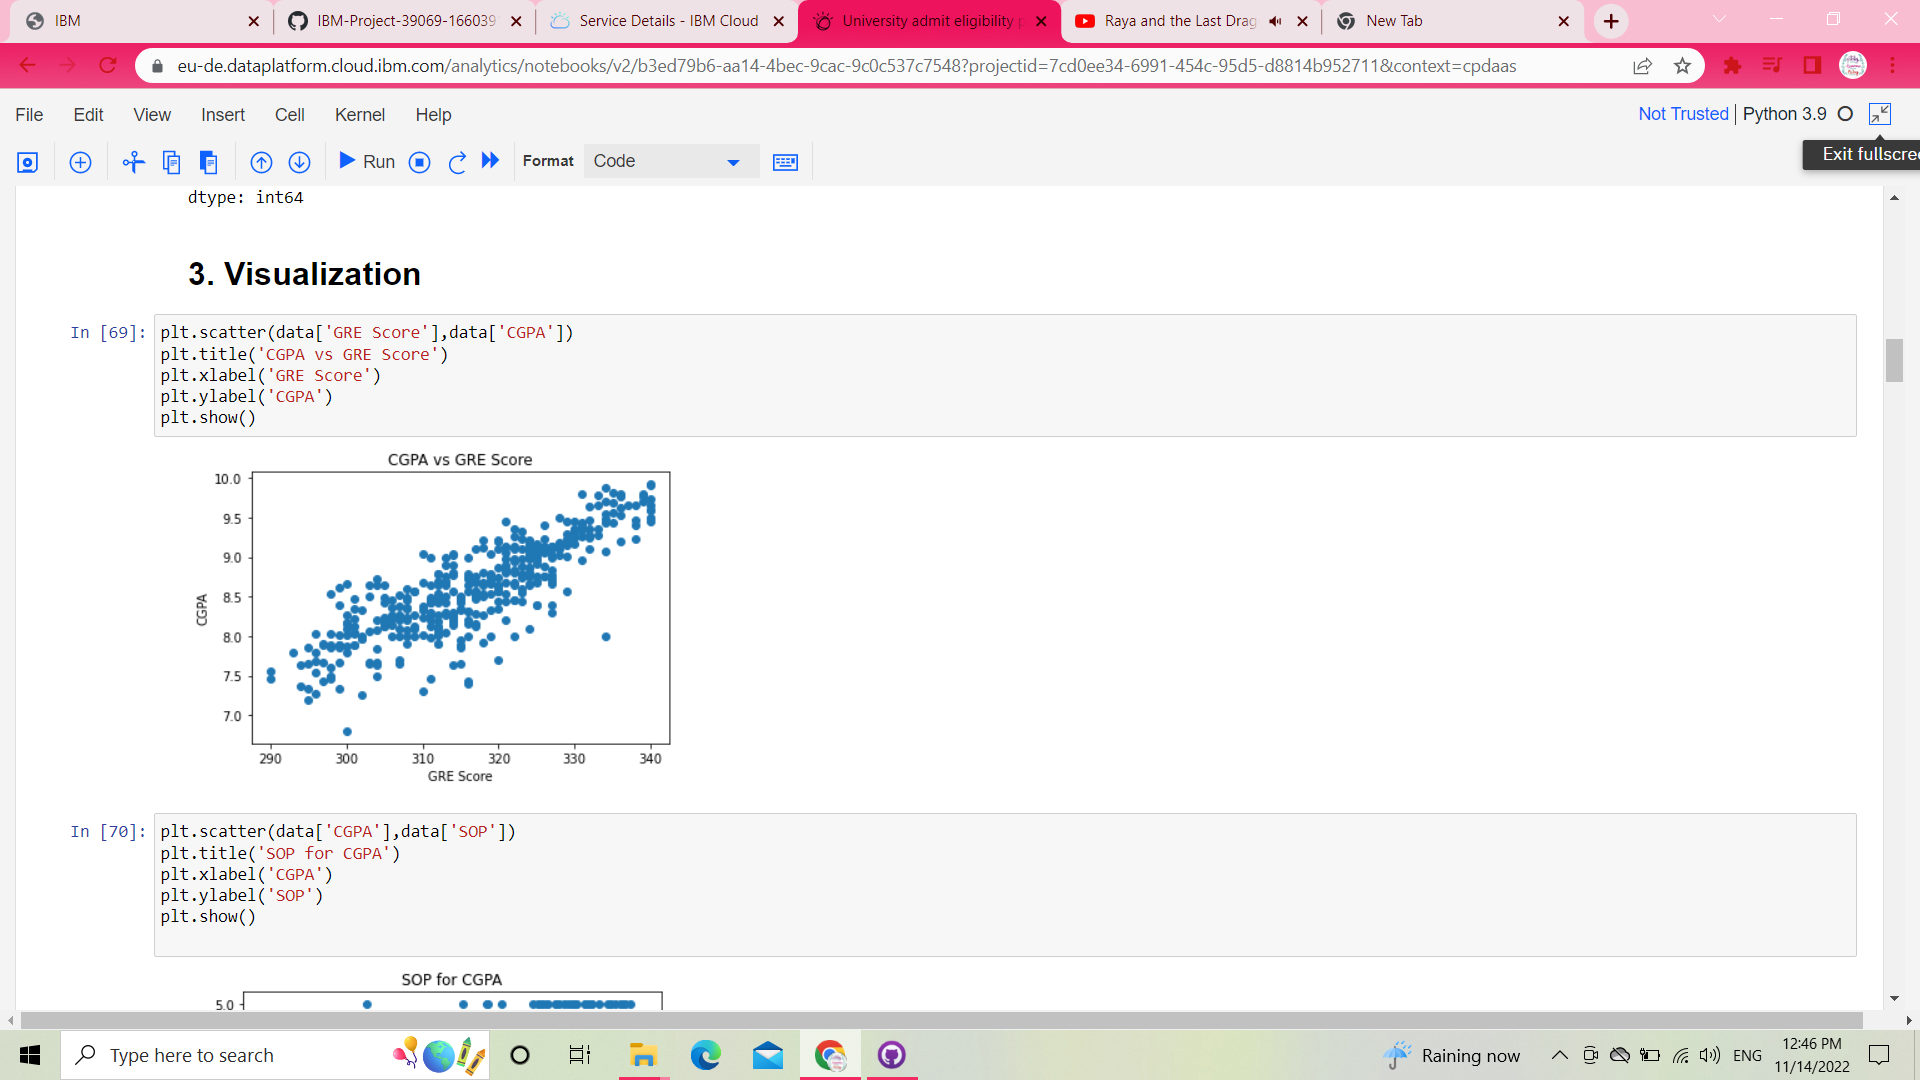 IBM
IBM-Project-39069-166039
Service Details - IBM Cloud
University admit eligibility p
Raya and the Last Drag
New Tab
eu-de.dataplatform.cloud.ibm.com/analytics/notebooks/v2/b3ed79b6-aa14-4bec-9cac-9c0c537c7548?projectid=7cd0ee34-6991-454c-95d5-d8814b952711&context=cpdaas
File Edit View Insert Cell Kernel Help
Not Trusted Python 3.9
Run Format Code
Exit fullscree
dtype: int64
3. Visualization
In [69]: plt.scatter(data['GRE Score'],data['CGPA'])
plt.title('CGPA vs GRE Score')
plt.xlabel('GRE Score')
plt.ylabel('CGPA')
plt.show()
CGPA vs GRE Score
10.0
9.5
9.0
8.5
8.0
7.5
7.0
CGPA
290 300 310 320 330 340
GRE Score
In [70]: plt.scatter(data['CGPA'],data['SOP'])
plt.title('SOP for CGPA')
plt.xlabel('CGPA')
plt.ylabel('SOP')
plt.show()
SOP for CGPA
5.0
Type here to search
Raining now
ENG
12:46 PM
11/14/2022